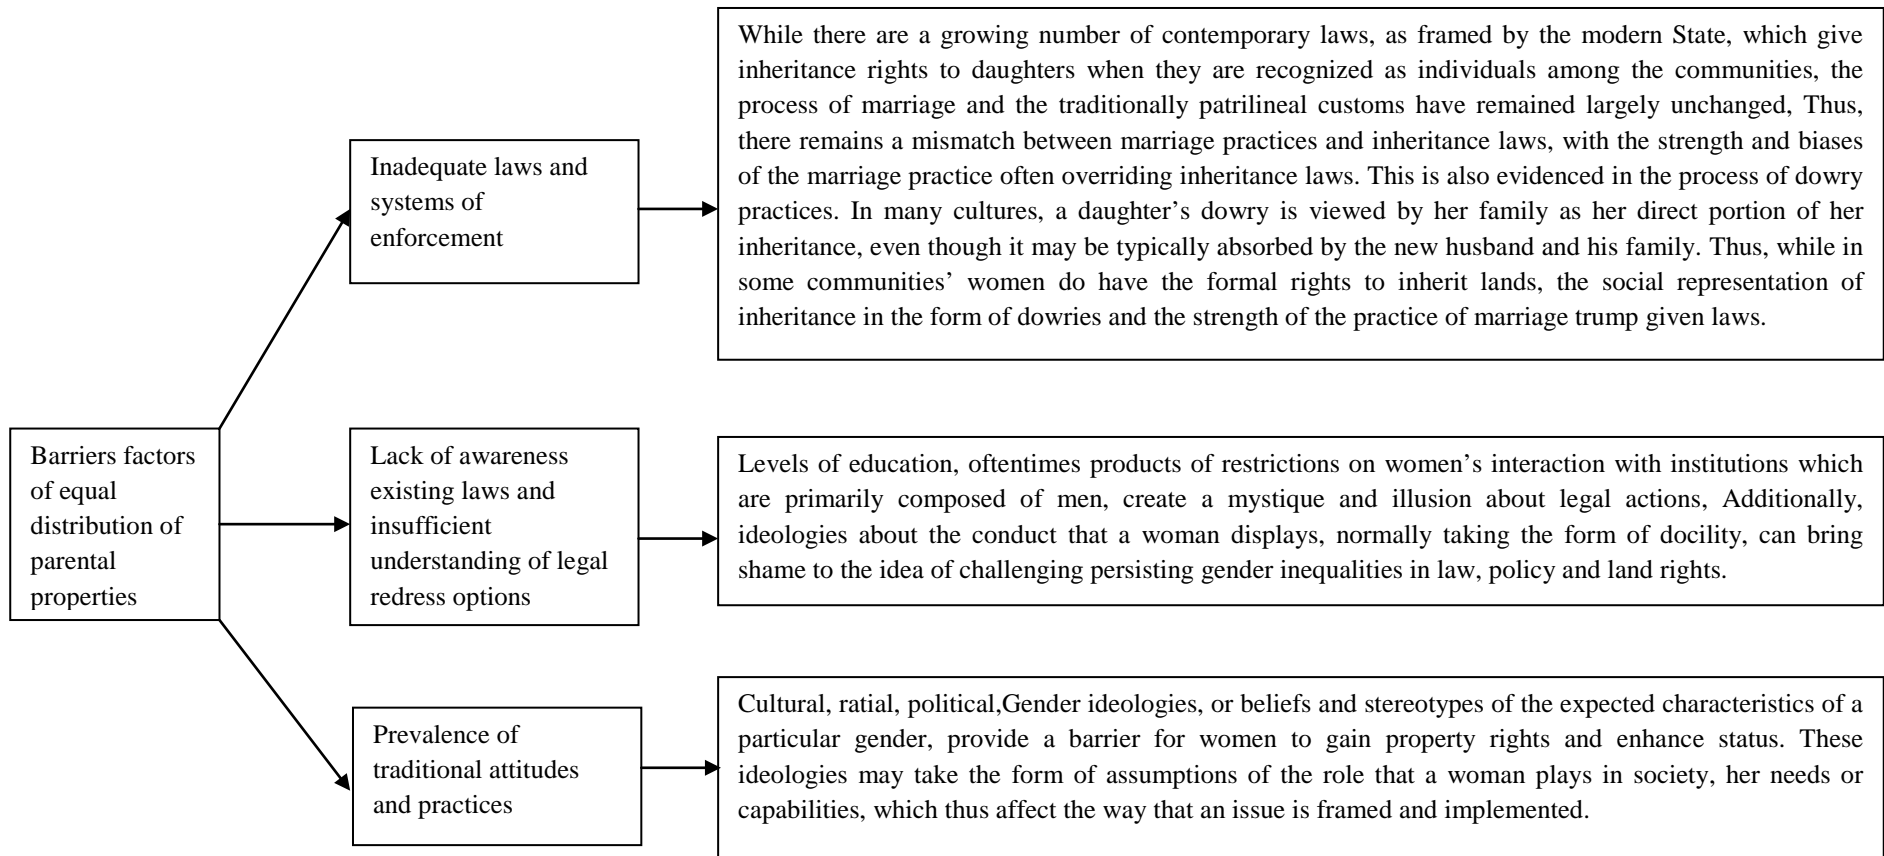 Barriers factors
of equal
distribution of
parental
properties
Inadequate laws and
systems of
enforcement
While there are a growing number of contemporary laws, as framed by the modern State, which give
inheritance rights to daughters when they are recognized as individuals among the communities, the
process of marriage and the traditionally patrilineal customs have remained largely unchanged, Thus,
there remains a mismatch between marriage practices and inheritance laws, with the strength and biases
of the marriage practice often overriding inheritance laws. This is also evidenced in the process of dowry
practices. In many cultures, a daughter’s dowry is viewed by her family as her direct portion of her
inheritance, even though it may be typically absorbed by the new husband and his family. Thus, while in
some communities’ women do have the formal rights to inherit lands, the social representation of
inheritance in the form of dowries and the strength of the practice of marriage trump given laws.
Lack of awareness
existing laws and
insufficient
understanding of legal
redress options
Levels of education, oftentimes products of restrictions on women’s interaction with institutions which
are primarily composed of men, create a mystique and illusion about legal actions, Additionally,
ideologies about the conduct that a woman displays, normally taking the form of docility, can bring
shame to the idea of challenging persisting gender inequalities in law, policy and land rights.
Prevalence of
traditional attitudes
and practices
Cultural, ratial, political,Gender ideologies, or beliefs and stereotypes of the expected characteristics of a
particular gender, provide a barrier for women to gain property rights and enhance status. These
ideologies may take the form of assumptions of the role that a woman plays in society, her needs or
capabilities, which thus affect the way that an issue is framed and implemented.